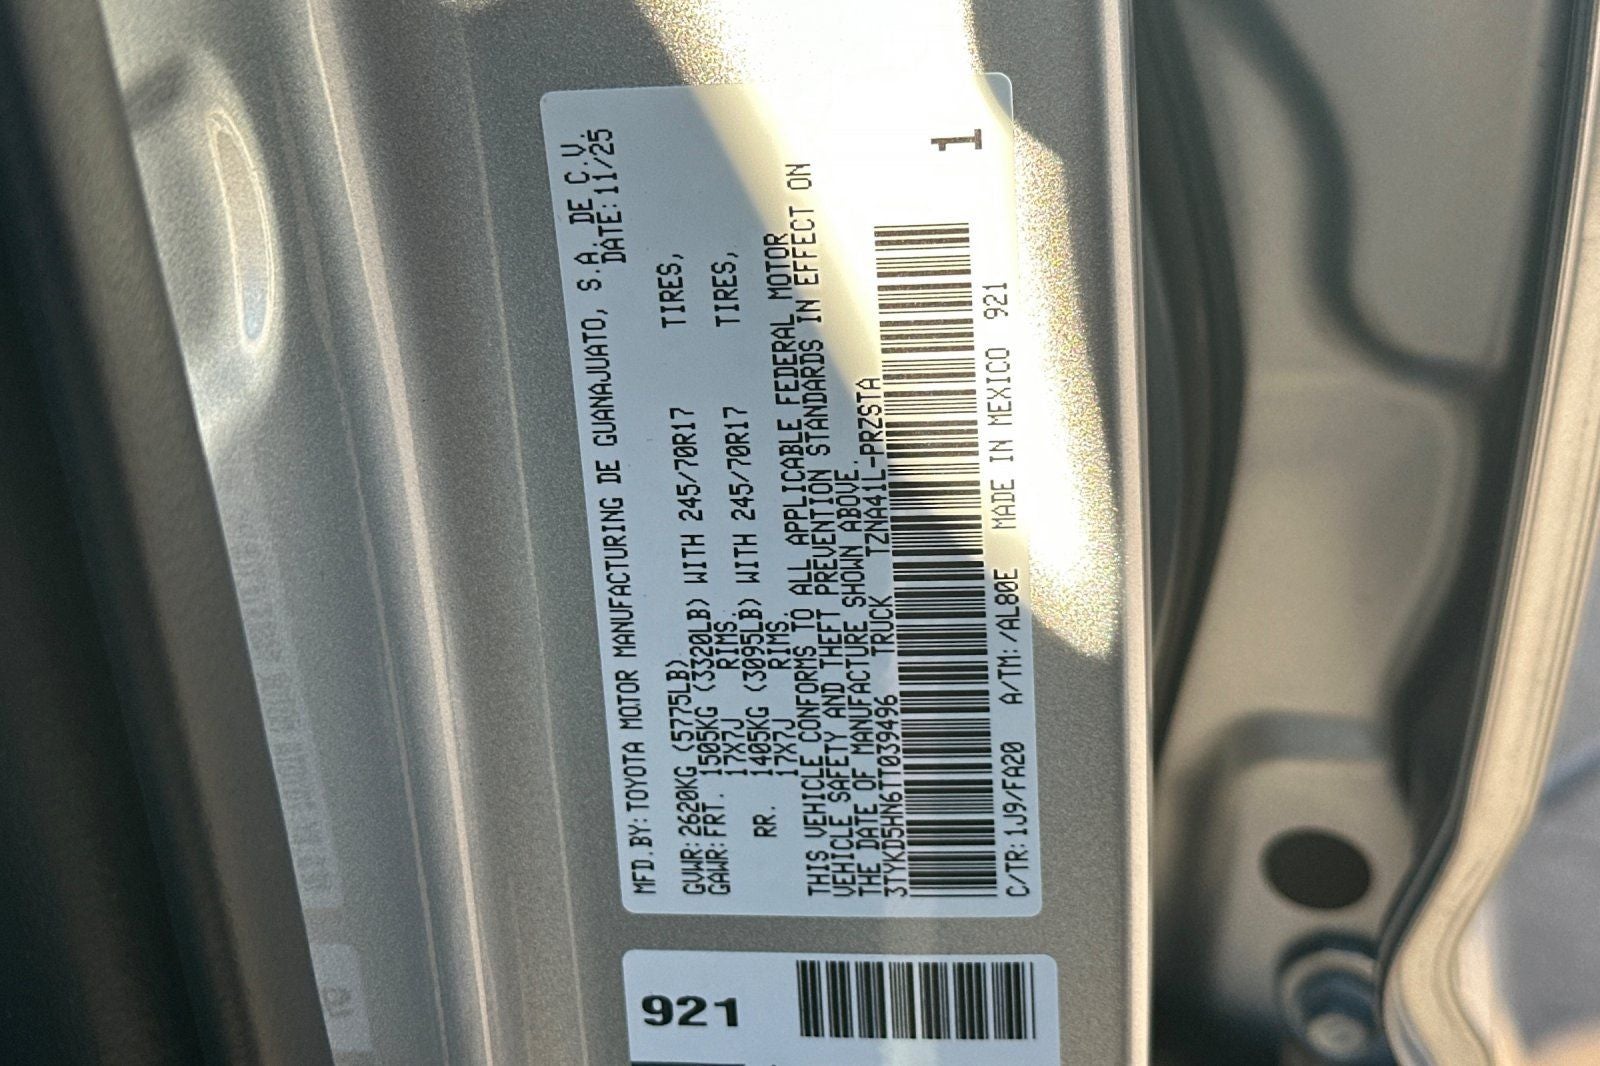 MFD.BY:TOYOTA MOTOR MANUFACTURING DE GUANAJUATO, S.A. DE C.V.
DATE:11/25
GVWR:2620KG (5775LB)
GAWR:FRT. 1505KG (3320LB) WITH 245/70R17 TIRES,
17X7J RIMS.
RR. 1405KG (3095LB) WITH 245/70R17 TIRES,
17X7J RIMS.
THIS VEHICLE CONFORMS TO ALL APPLICABLE FEDERAL MOTOR
VEHICLE SAFETY AND THEFT PREVENTION STANDARDS IN EFFECT ON
THE DATE OF MANUFACTURE SHOWN ABOVE.
3TYKD5HN6TT039496 TRUCK TZNA41L-PRZSTA
1
C/TR:1J9/FA20 A/TM:/AL80E MADE IN MEXICO 921
921